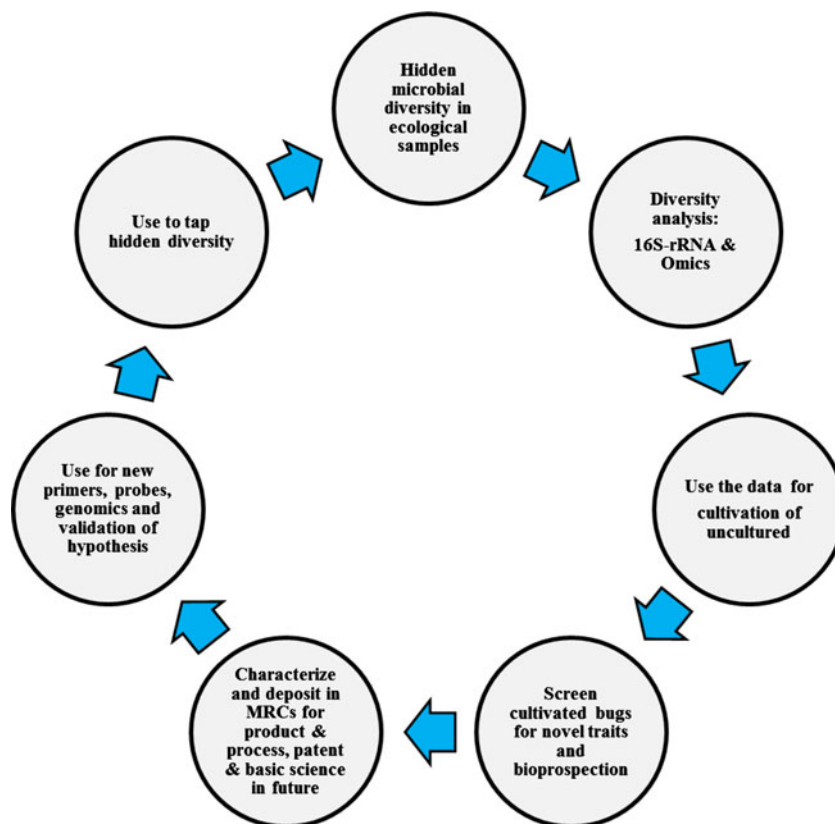 Hidden
microbial
diversity in
ecological
samples
Diversity
analysis:
16S-rRNA &
Omics
Use the data for
cultivation of
uncultured
Screen
cultivated bugs
for novel traits
and
bioprospection
Characterize
and deposit in
MRCs for
product &
process, patent
& basic science
in future
Use for new
primers, probes,
genomics and
validation of
hypothesis
Use to tap
hidden diversity